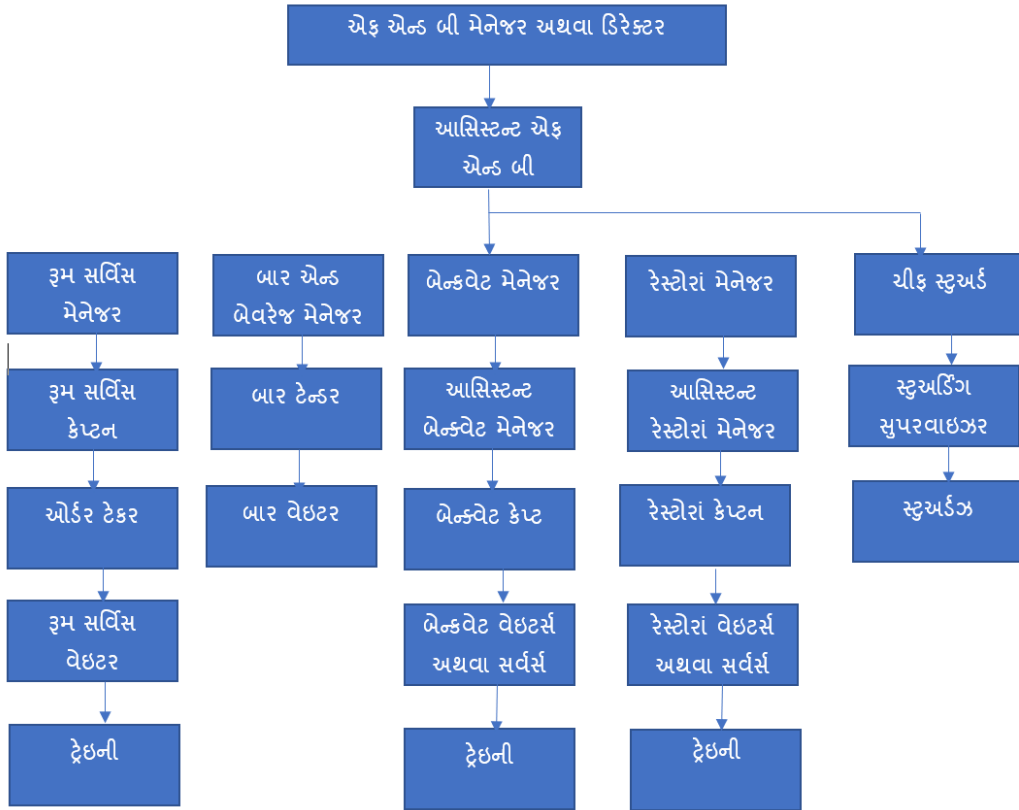 એફ એન્ડ બી મેનેજર અથવા ડિરેક્ટર
આસિસ્ટન્ટ એફ
એન્ડ બી
રૂમ સર્વિસ
મેનેજર
બાર એન્ડ
બેવરેજ મેનેજર
બેન્કવેટ મેનેજર
રેસ્ટોરાં મેનેજર
ચીફ સ્ટુઅર્ડ
રૂમ સર્વિસ
કેપ્ટન
બાર ટેન્ડર
આસિસ્ટન્ટ
બેન્ક્વેટ મેનેજર
આસિસ્ટન્ટ
રેસ્ટોરાં મેનેજર
સ્ટુઅર્ડિંગ
સુપરવાઇઝર
ઓર્ડર ટેકર
બાર વેઇટર
બેન્ક્વેટ કેપ્ટ
રેસ્ટોરાં કેપ્ટન
સ્ટુઅર્ડઝ
રૂમ સર્વિસ
વેઇટર
બેન્કવેટ વેઇટર્સ
અથવા સર્વર્સ
રેસ્ટોરાં વેઇટર્સ
અથવા સર્વર્સ
ટ્રેઇની
ટ્રેઇની
ટ્રેઇની